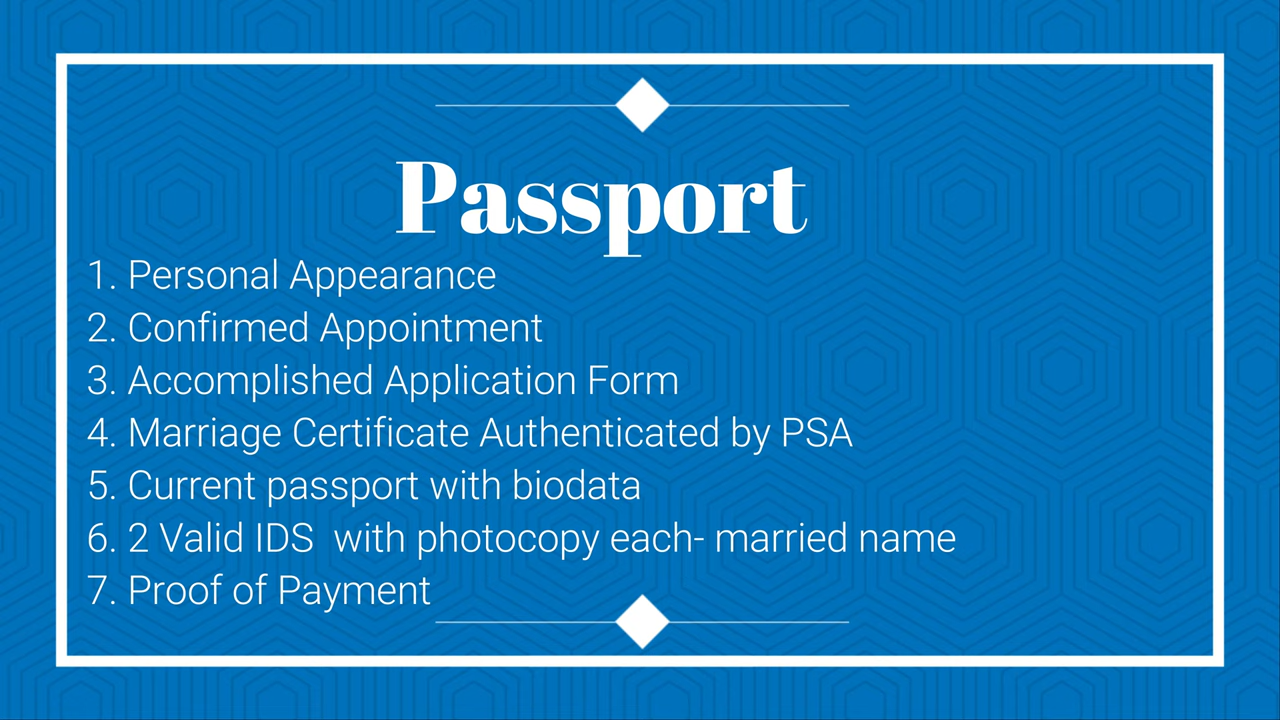 Passport
1. Personal Appearance
2. Confirmed Appointment
3. Accomplished Application Form
4. Marriage Certificate Authenticated by PSA
5. Current passport with biodata
6. 2 Valid IDS  with photocopy each- married name
7. Proof of Payment